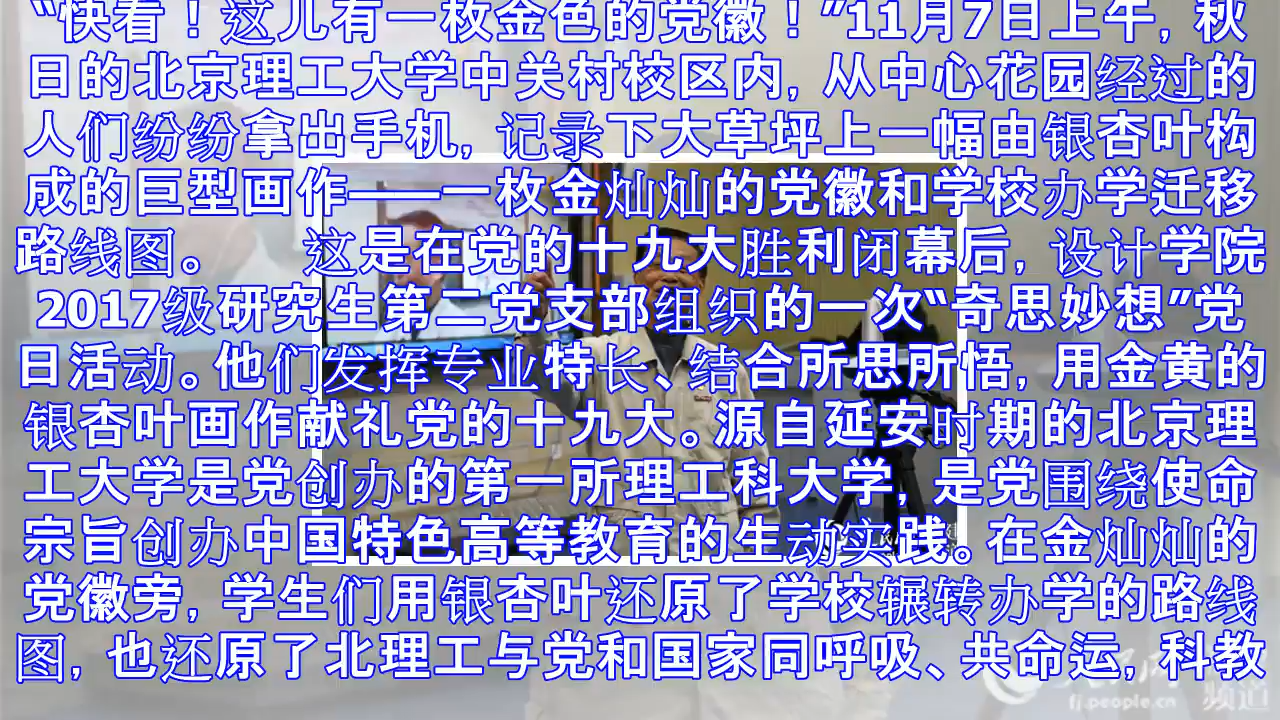 “快看！这儿有一枚金色的党徽！”11月7日上午, 秋
日的北京理工大学中关村校区内, 从中心花园经过的
人们纷纷拿出手机, 记录下大草坪上一幅由银杏叶构
成的巨型画作——一枚金灿灿的党徽和学校办学迁移
路线图。 这是在党的十九大胜利闭幕后, 设计学院
2017级研究生第二党支部组织的一次“奇思妙想”党
日活动。他们发挥专业特长、结合所思所悟, 用金黄的
银杏叶画作献礼党的十九大。源自延安时期的北京理
工大学是党创办的第一所理工科大学, 是党围绕使命
宗旨创办中国特色高等教育的生动实践。在金灿灿的
党徽旁, 学生们用银杏叶还原了学校辗转办学的路线
图, 也还原了北理工与党和国家同呼吸、共命运, 科教
fj.people.cn 频道